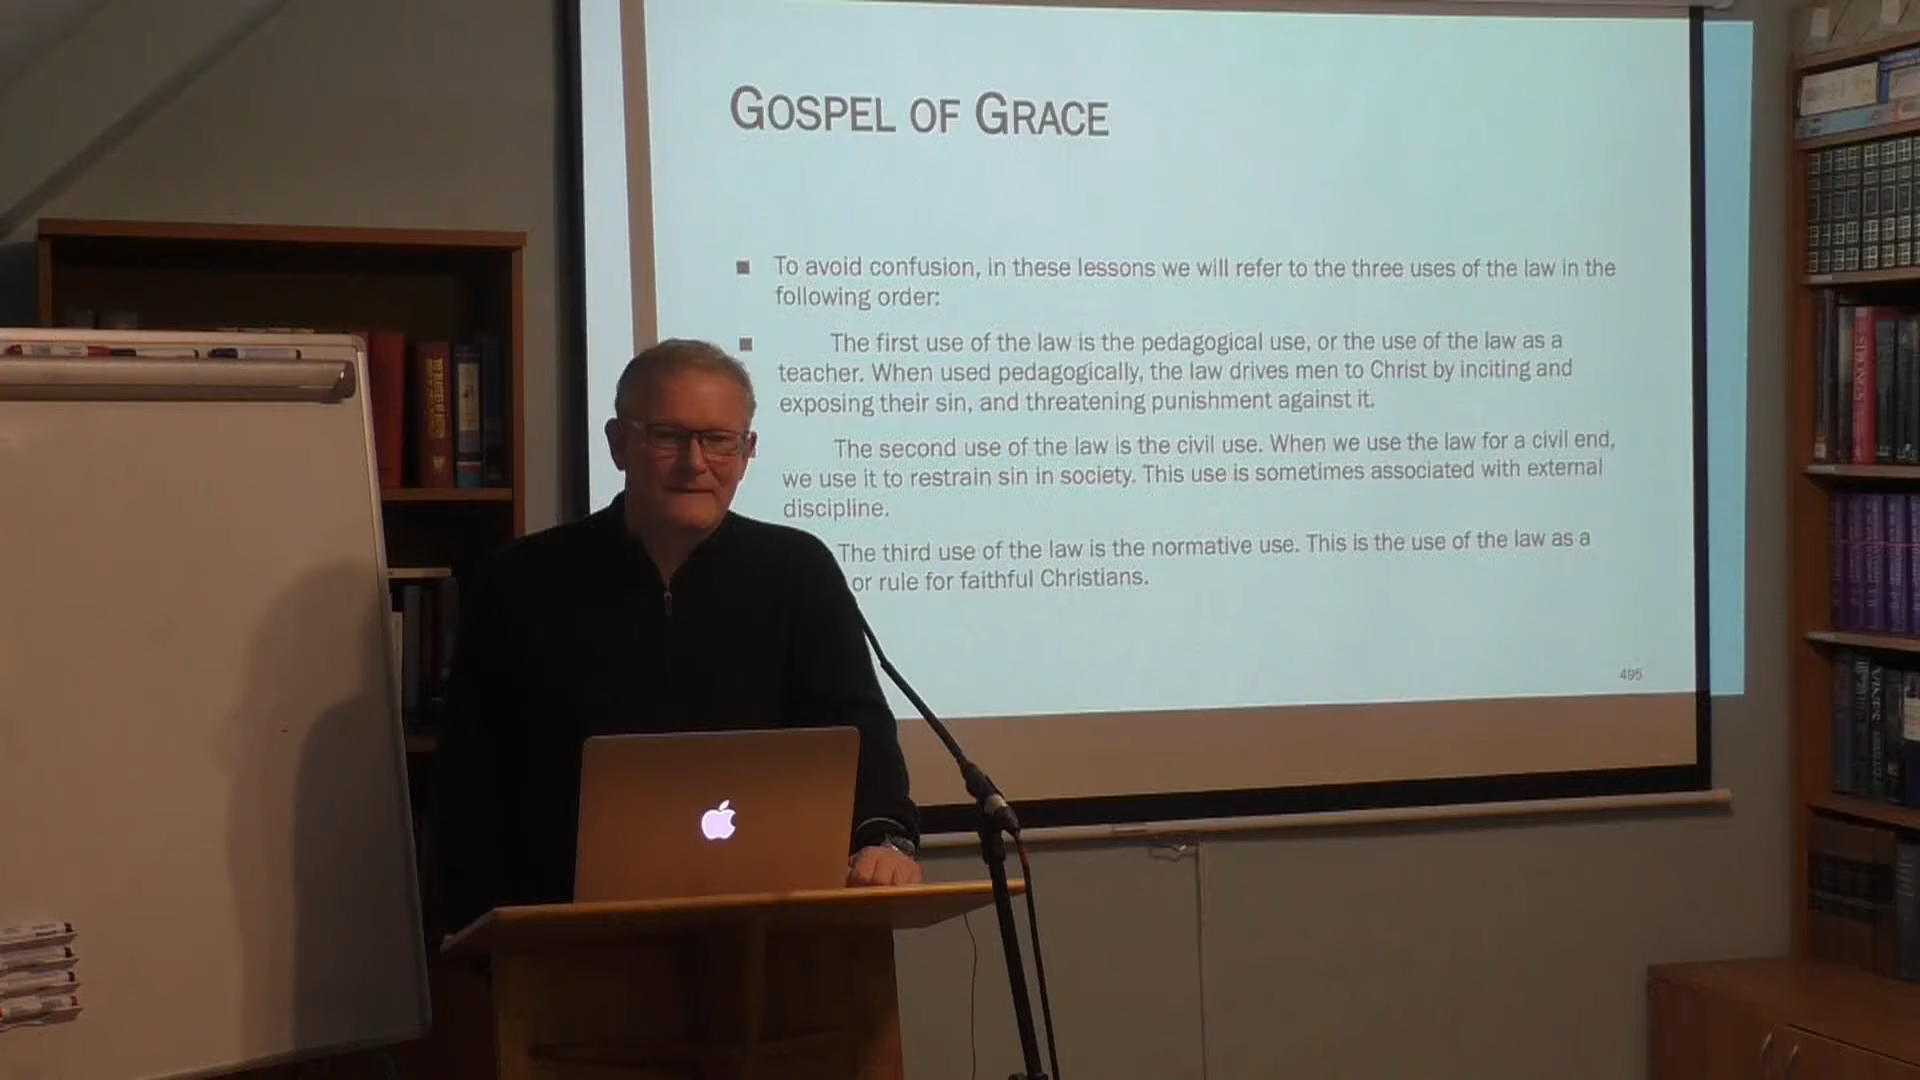 GOSPEL OF GRACE
To avoid confusion, in these lessons we will refer to the three uses of the law in the
following order:
The first use of the law is the pedagogical use, or the use of the law as a
teacher. When used pedagogically, the law drives men to Christ by inciting and
exposing their sin, and threatening punishment against it.
The second use of the law is the civil use. When we use the law for a civil end,
we use it to restrain sin in society. This use is sometimes associated with external
discipline.
The third use of the law is the normative use. This is the use of the law as a
or rule for faithful Christians.
495